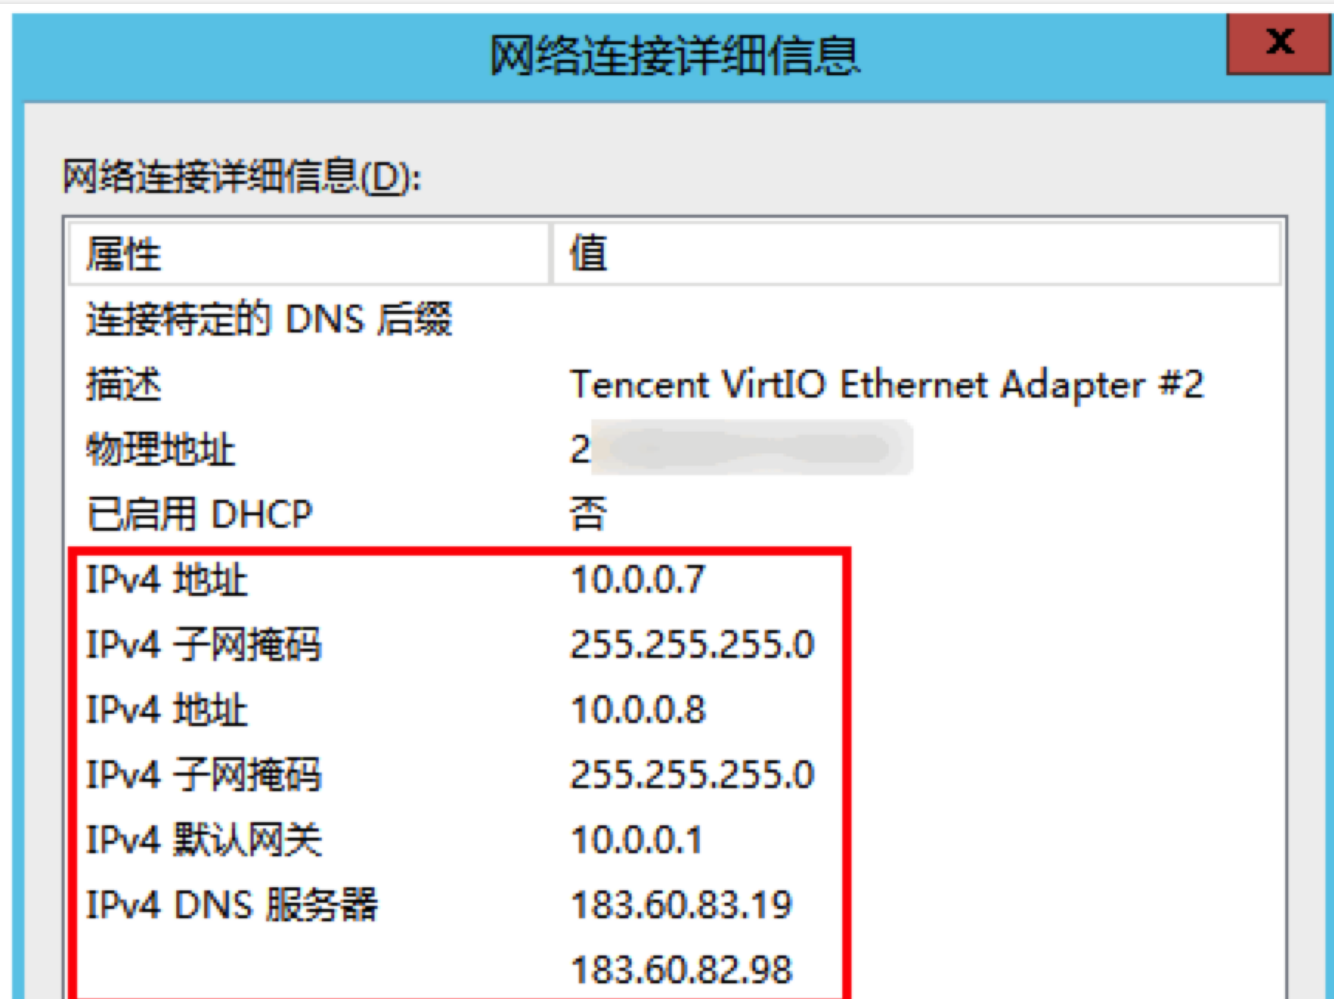 网络连接详细信息
x
网络连接详细信息(D):
属性 值
连接特定的 DNS 后缀
描述 Tencent VirtIO Ethernet Adapter #2
物理地址 2
已启用 DHCP 否
IPv4 地址 10.0.0.7
IPv4 子网掩码 255.255.255.0
IPv4 地址 10.0.0.8
IPv4 子网掩码 255.255.255.0
IPv4 默认网关 10.0.0.1
IPv4 DNS 服务器 183.60.83.19
183.60.82.98